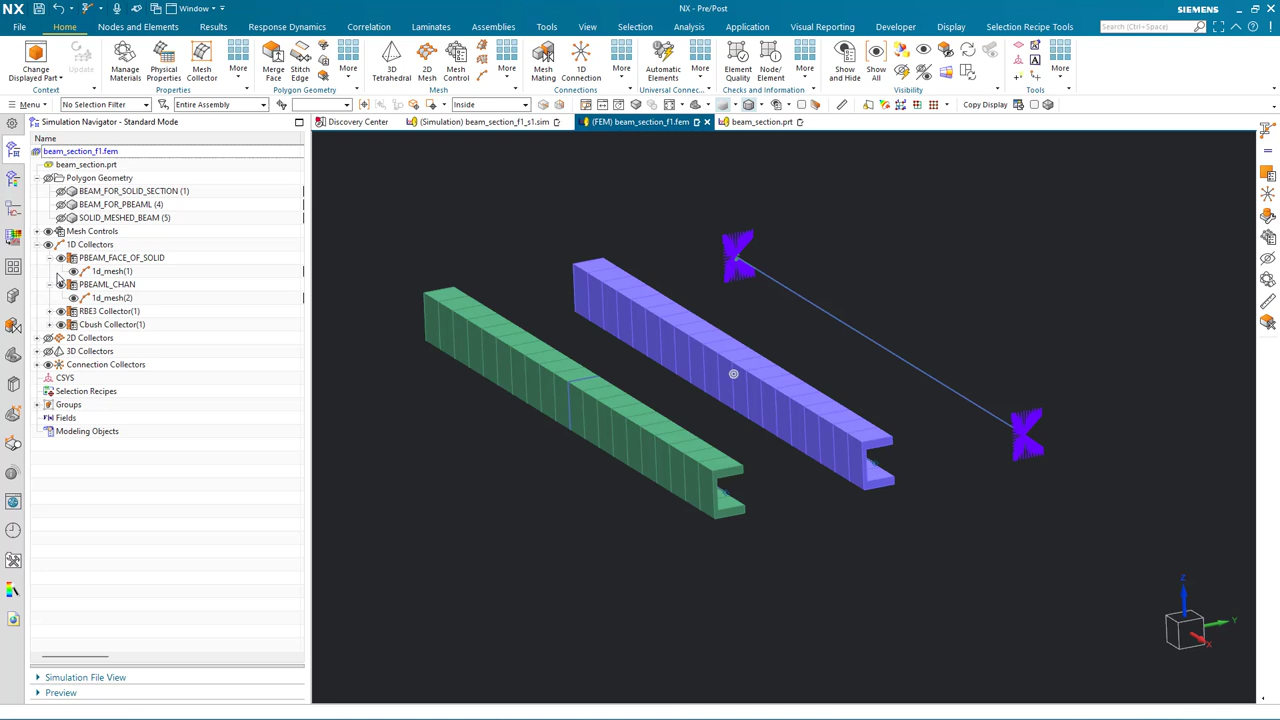 NX
Window
NX - Pre/Post
SIEMENS
File Home Nodes and Elements Results Response Dynamics Correlation Laminates Assemblies Tools View Selection Application Visual Reporting Developer Selection Recipe Tools Search (Ctrl+Space)
Change Displayed Part
Update
Manage Materials
Physical Properties
Mesh Collector
More
Merge Face
Stitch Edge
More
3D Tetrahedral
2D Mesh
Mesh Control
More
Mesh Mating
1D Connection
More
Automatic Elements
Element Quality
Node/ Element
More
Show and Hide
Show All
More
Context Properties Polygon Geometry Mesh Connections Universal Connec... Checks and Information Visibility Tools
Menu No Selection Filter Entire Assembly Inside Copy Display
Simulation Navigator - Standard Mode
Discovery Center (Simulation) beam_section_f1_s1.sim (FEM) beam_section_f1.fem beam_section.prt
Name
beam_section_f1.fem
beam_section.prt
Polygon Geometry
BEAM_FOR_SOLID_SECTION (1)
BEAM_FOR_PBEAML (4)
SOLID_MESHED_BEAM (5)
Mesh Controls
1D Collectors
PBEAM_FACE_OF_SOLID
1d_mesh(1)
PBEAML_CHAN
1d_mesh(2)
RBE3 Collector(1)
Cbush Collector(1)
2D Collectors
3D Collectors
Connection Collectors
CSYS
Selection Recipes
Groups
Fields
Modeling Objects
Z
Y
X
Simulation File View
Preview